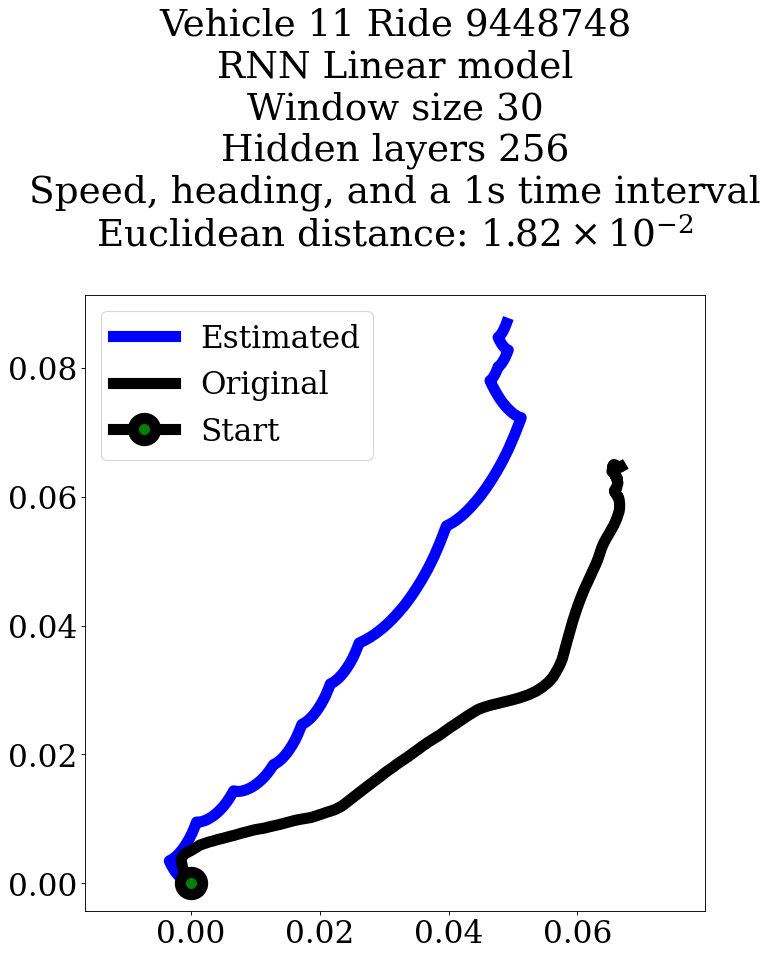 Vehicle 11 Ride 9448748
RNN Linear model
Window size 30
Hidden layers 256
Speed, heading, and a 1s time interval
Euclidean distance: 1.82 × 10⁻²
Estimated
Original
Start
0.08
0.06
0.04
0.02
0.00
0.00 0.02 0.04 0.06